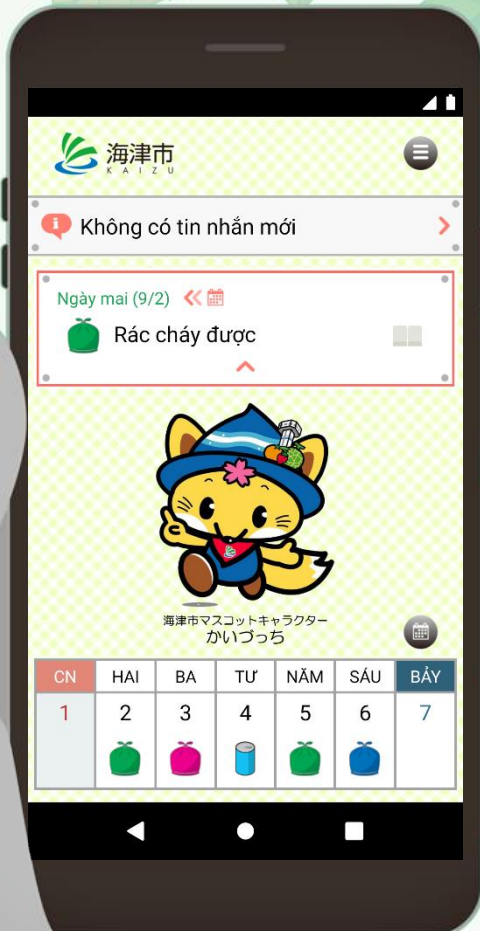 海津市
KAIZU
Không có tin nhắn mới
Ngày mai (9/2)
Rác cháy được
海津市マスコットキャラクター
かいづっち
CN HAI BA TƯ NĂM SÁU BẢY
1 2 3 4 5 6 7